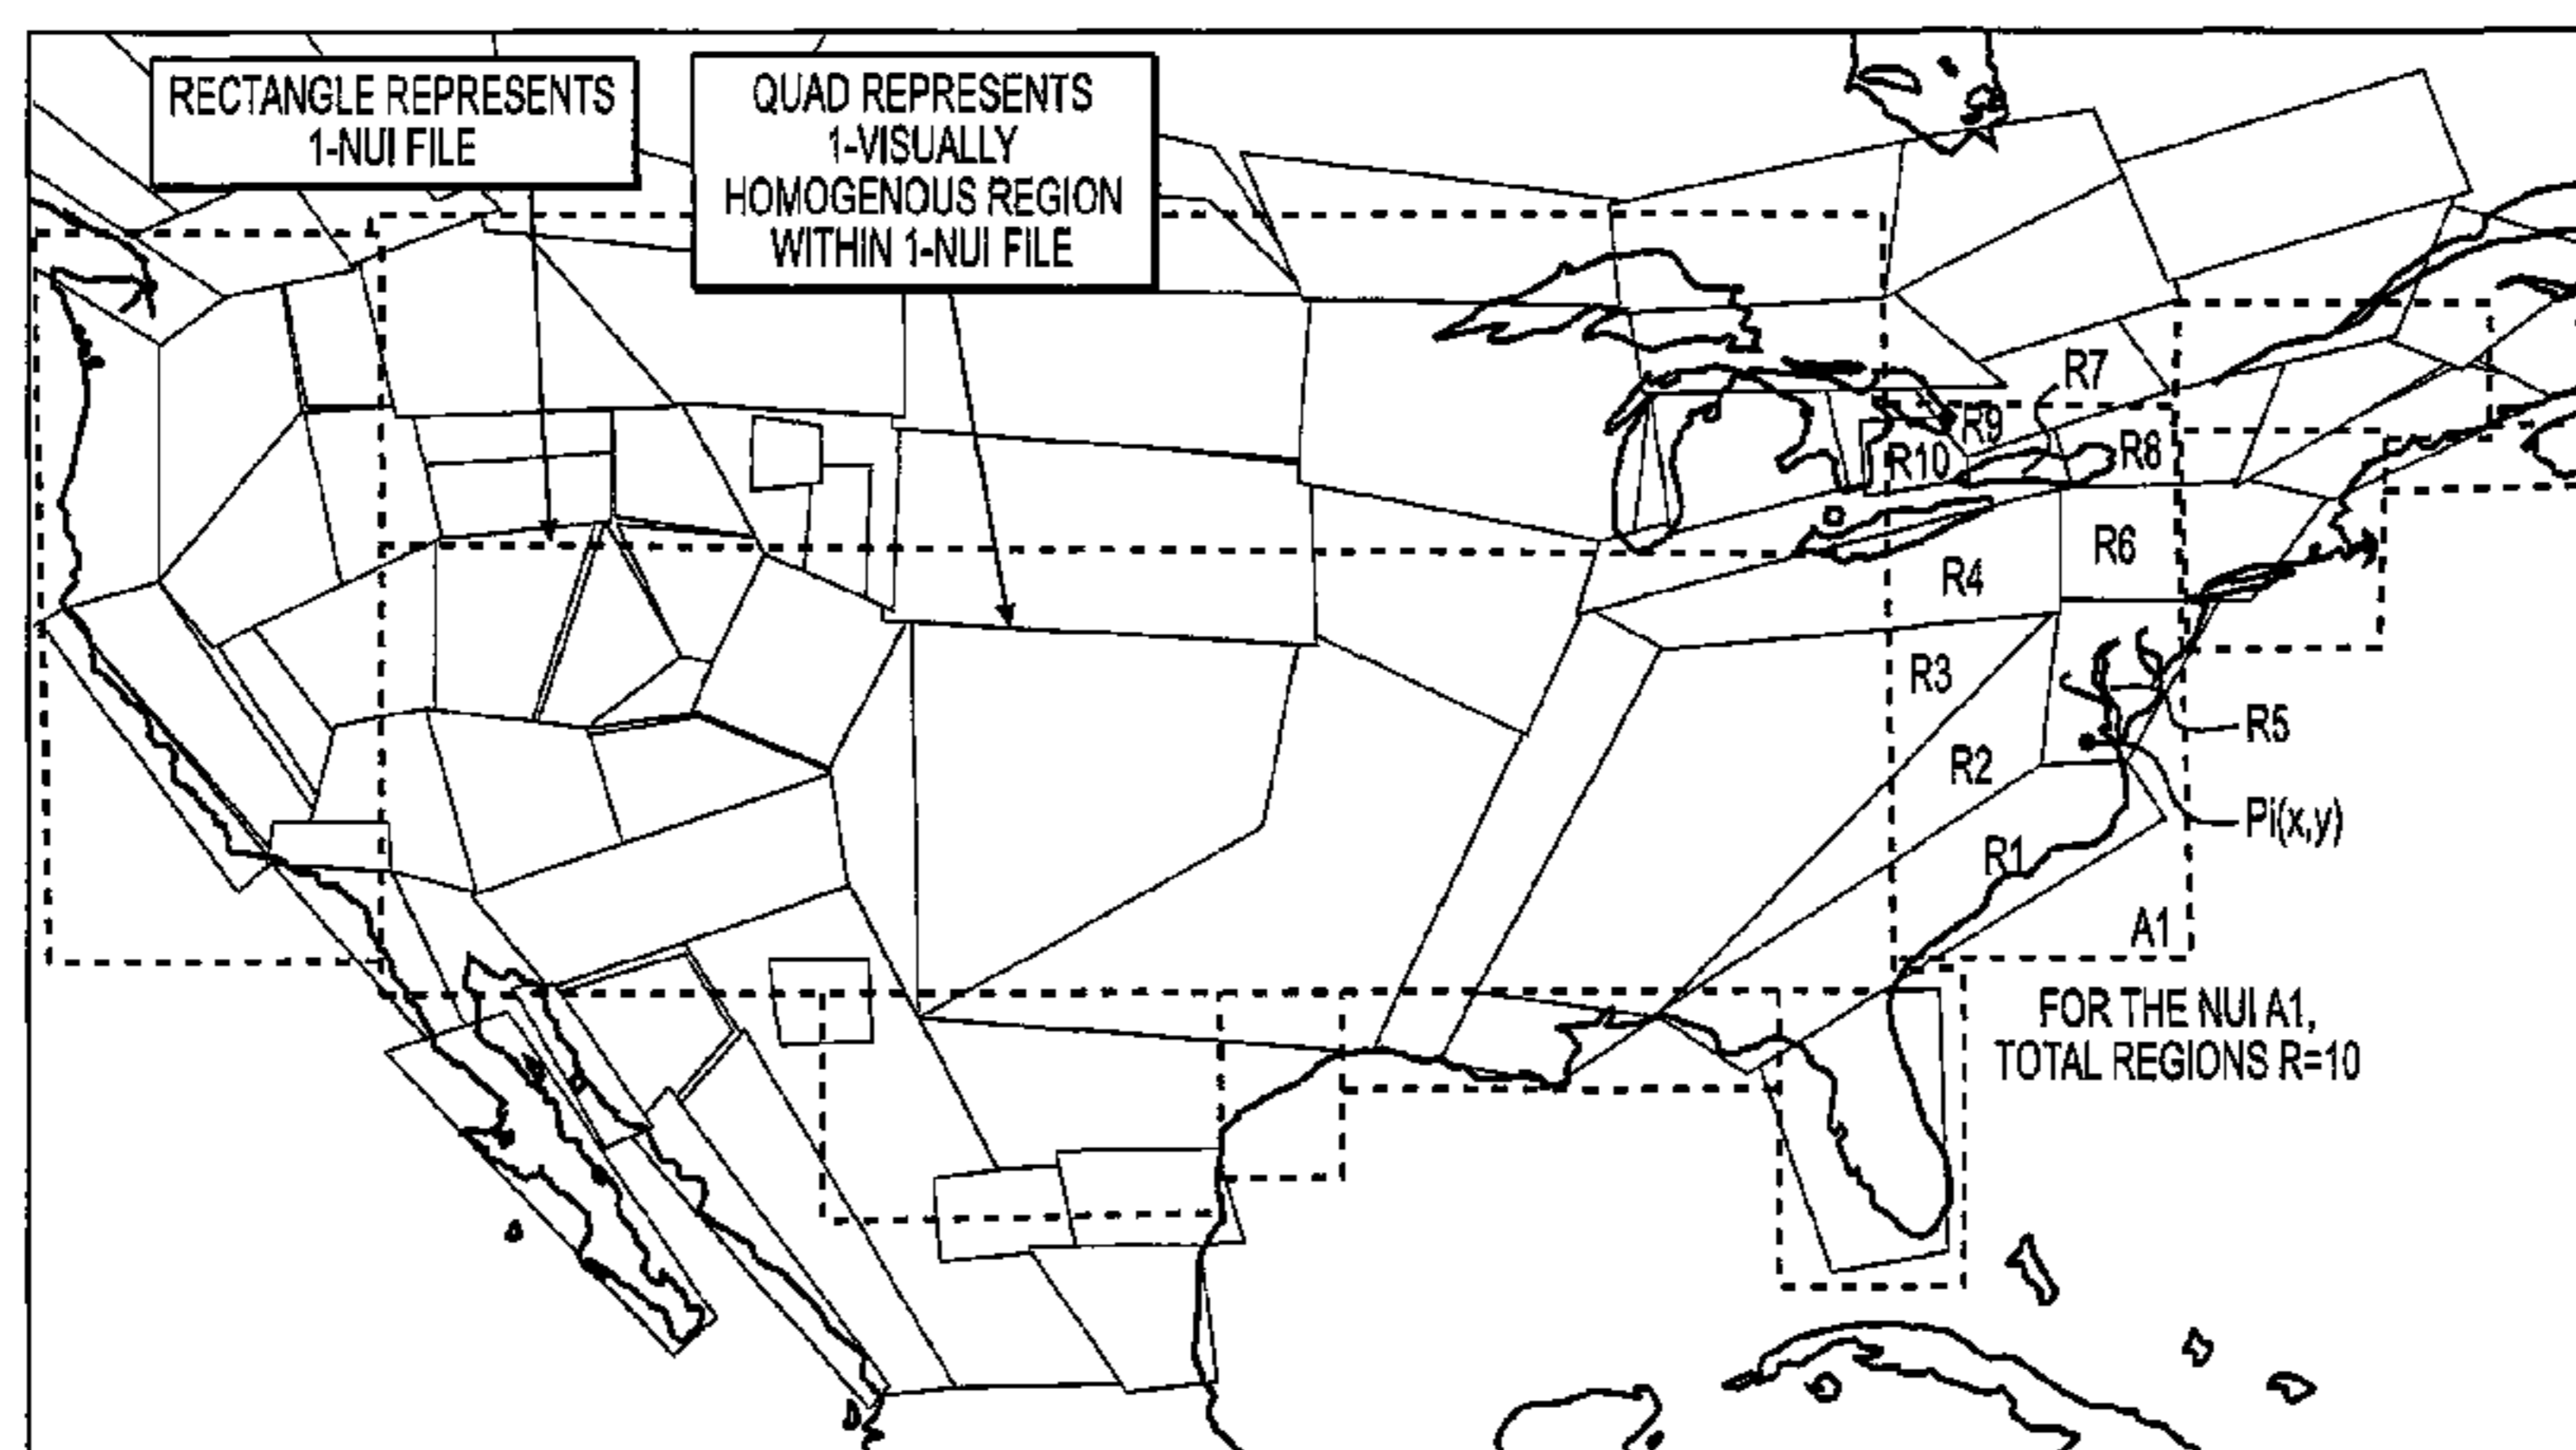 RECTANGLE REPRESENTS
1-NUI FILE
QUAD REPRESENTS
1-VISUALLY
HOMOGENOUS REGION
WITHIN 1-NUI FILE
R7
R9
R10
R8
R6
R4
R3
R5
R2
Pi(x,y)
R1
A1
FOR THE NUI A1,
TOTAL REGIONS R=10